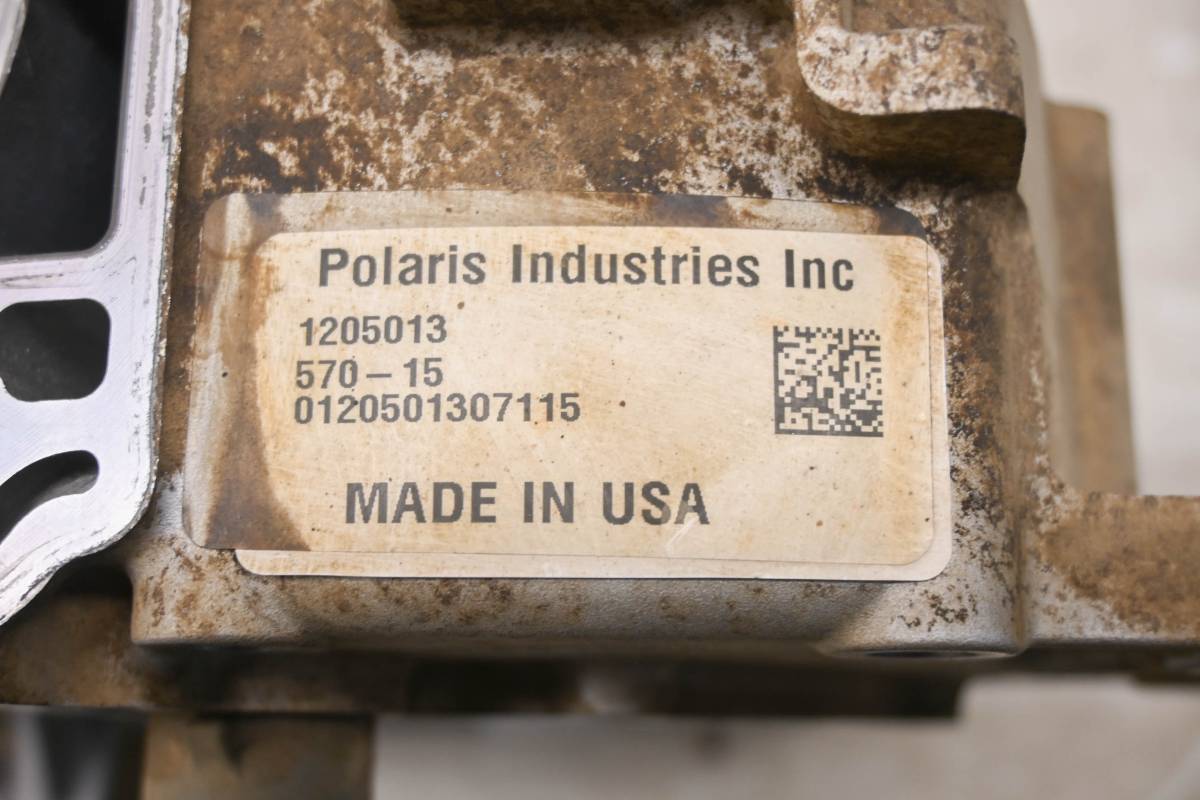 Polaris Industries Inc
1205013
570-15
0120501307115
MADE IN USA